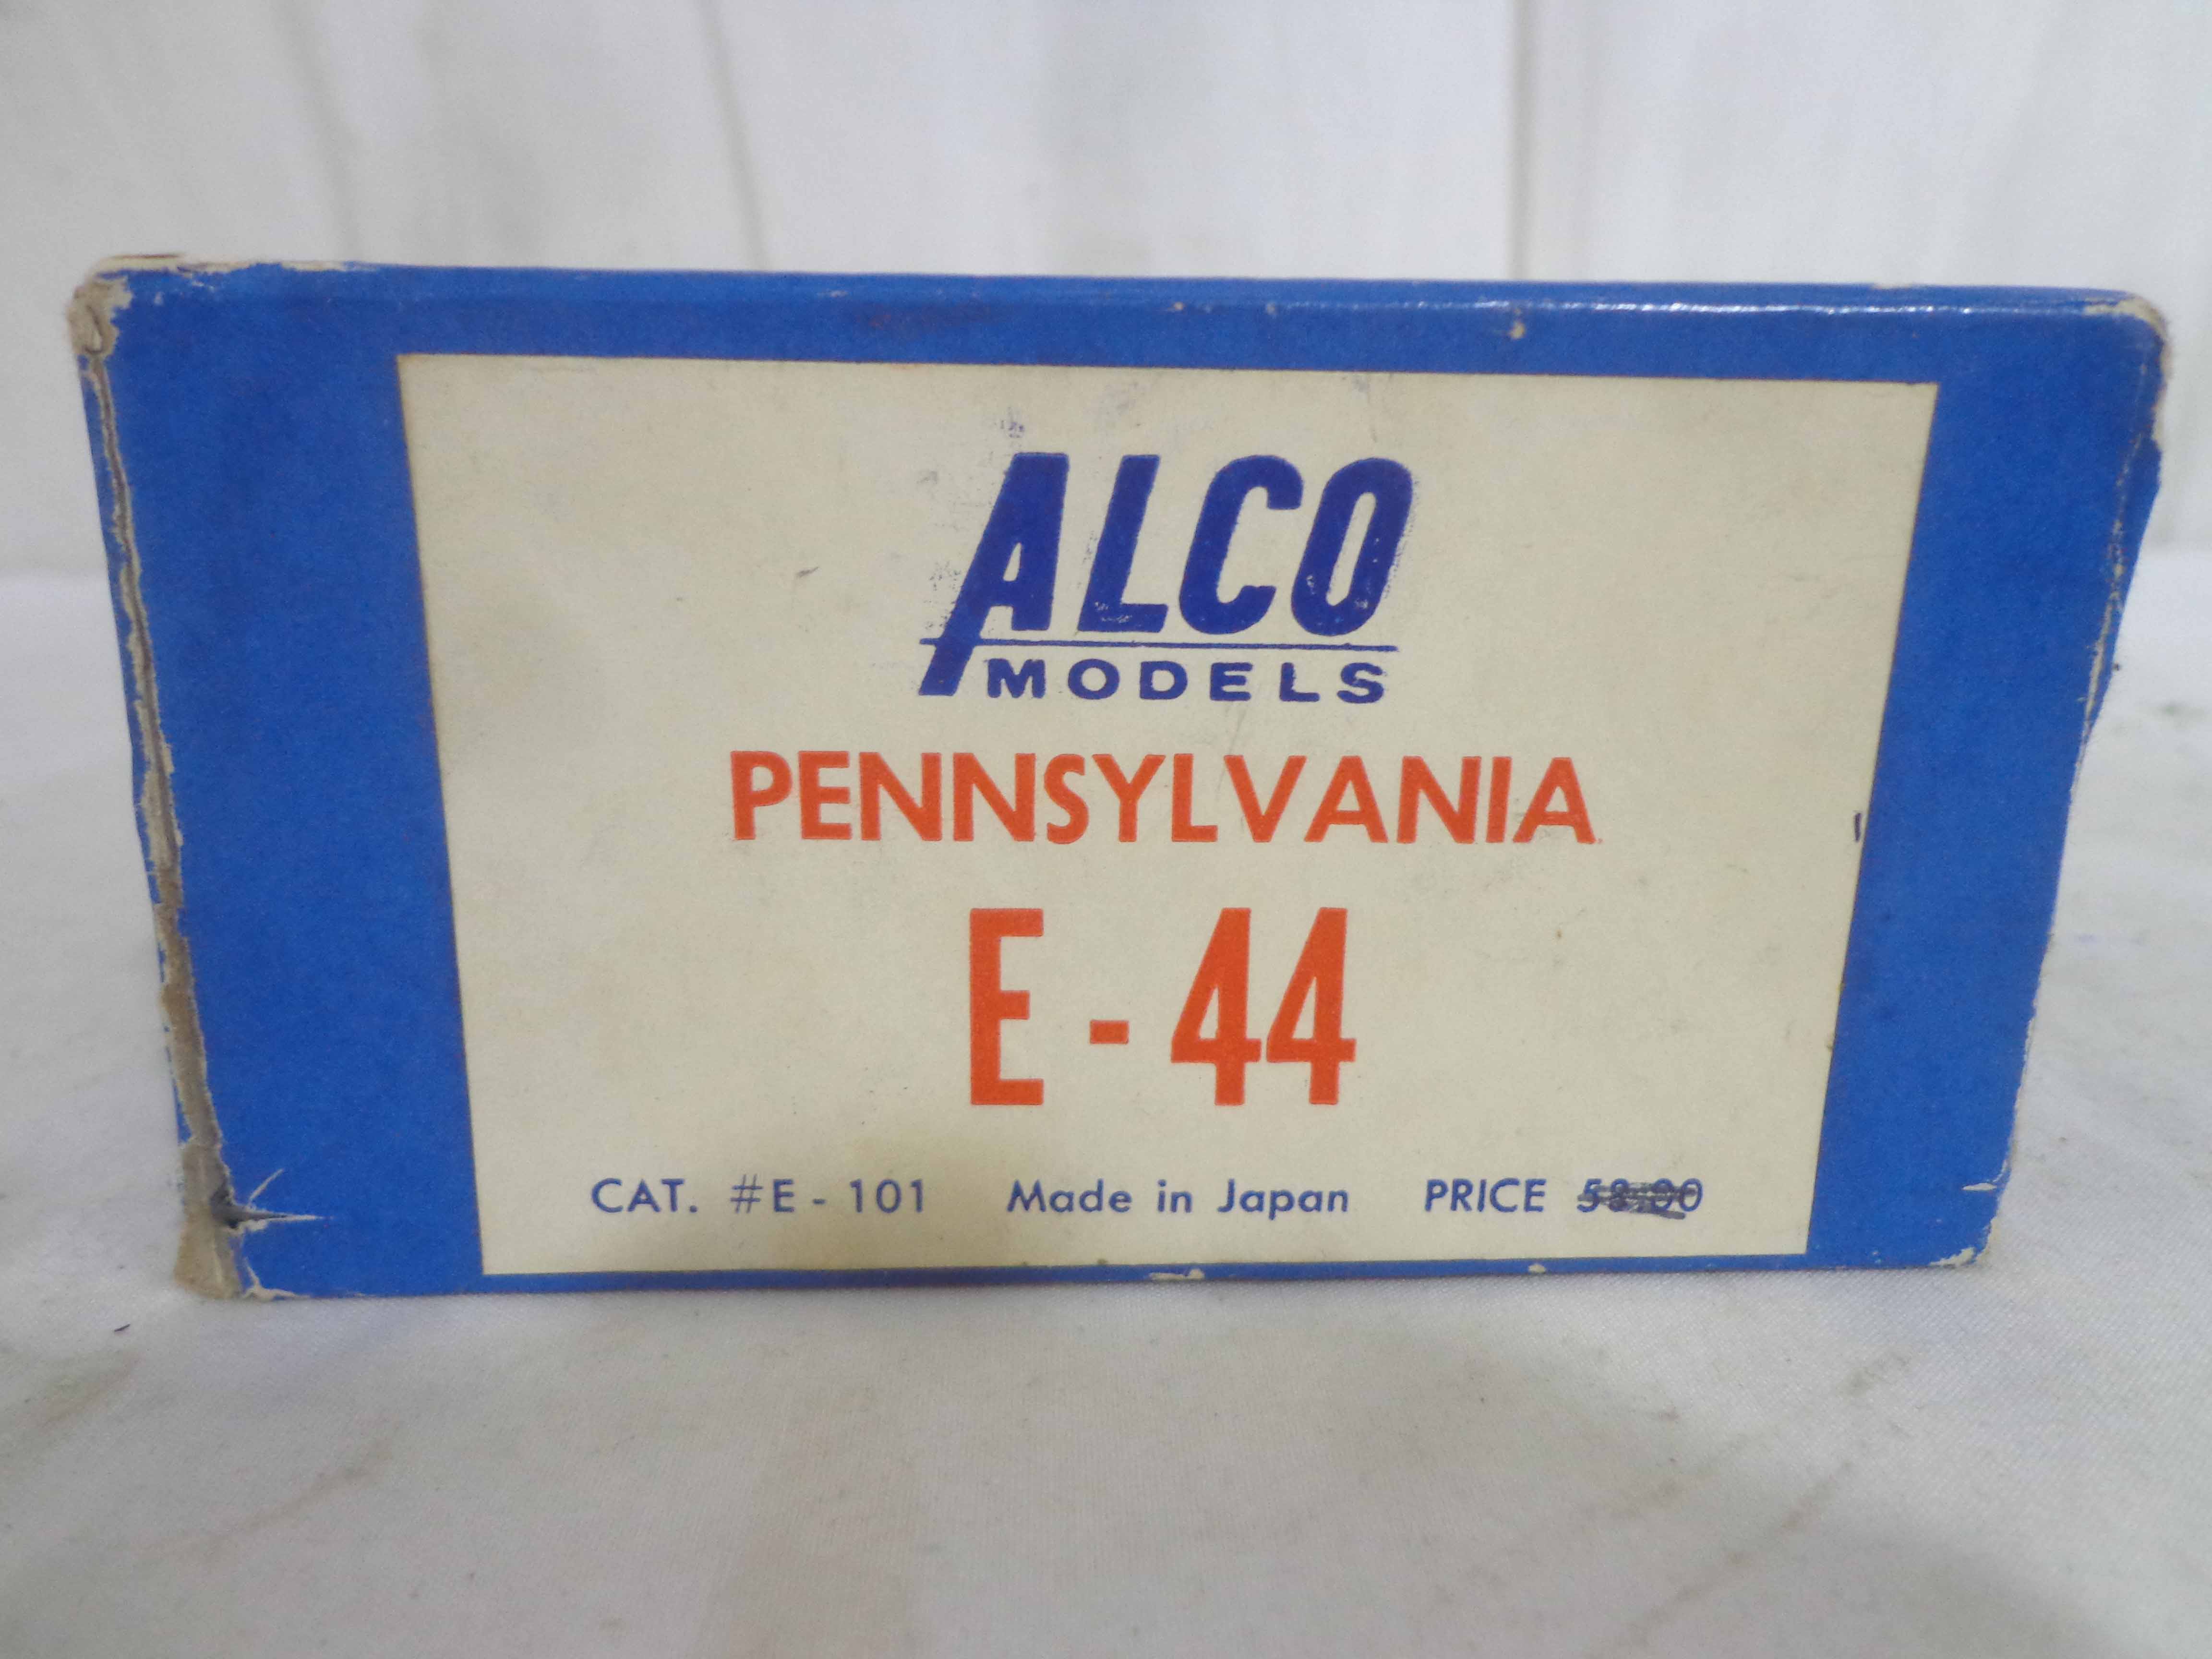 ALCO
MODELS
PENNSYLVANIA
E - 44
CAT. #E - 101 Made in Japan PRICE